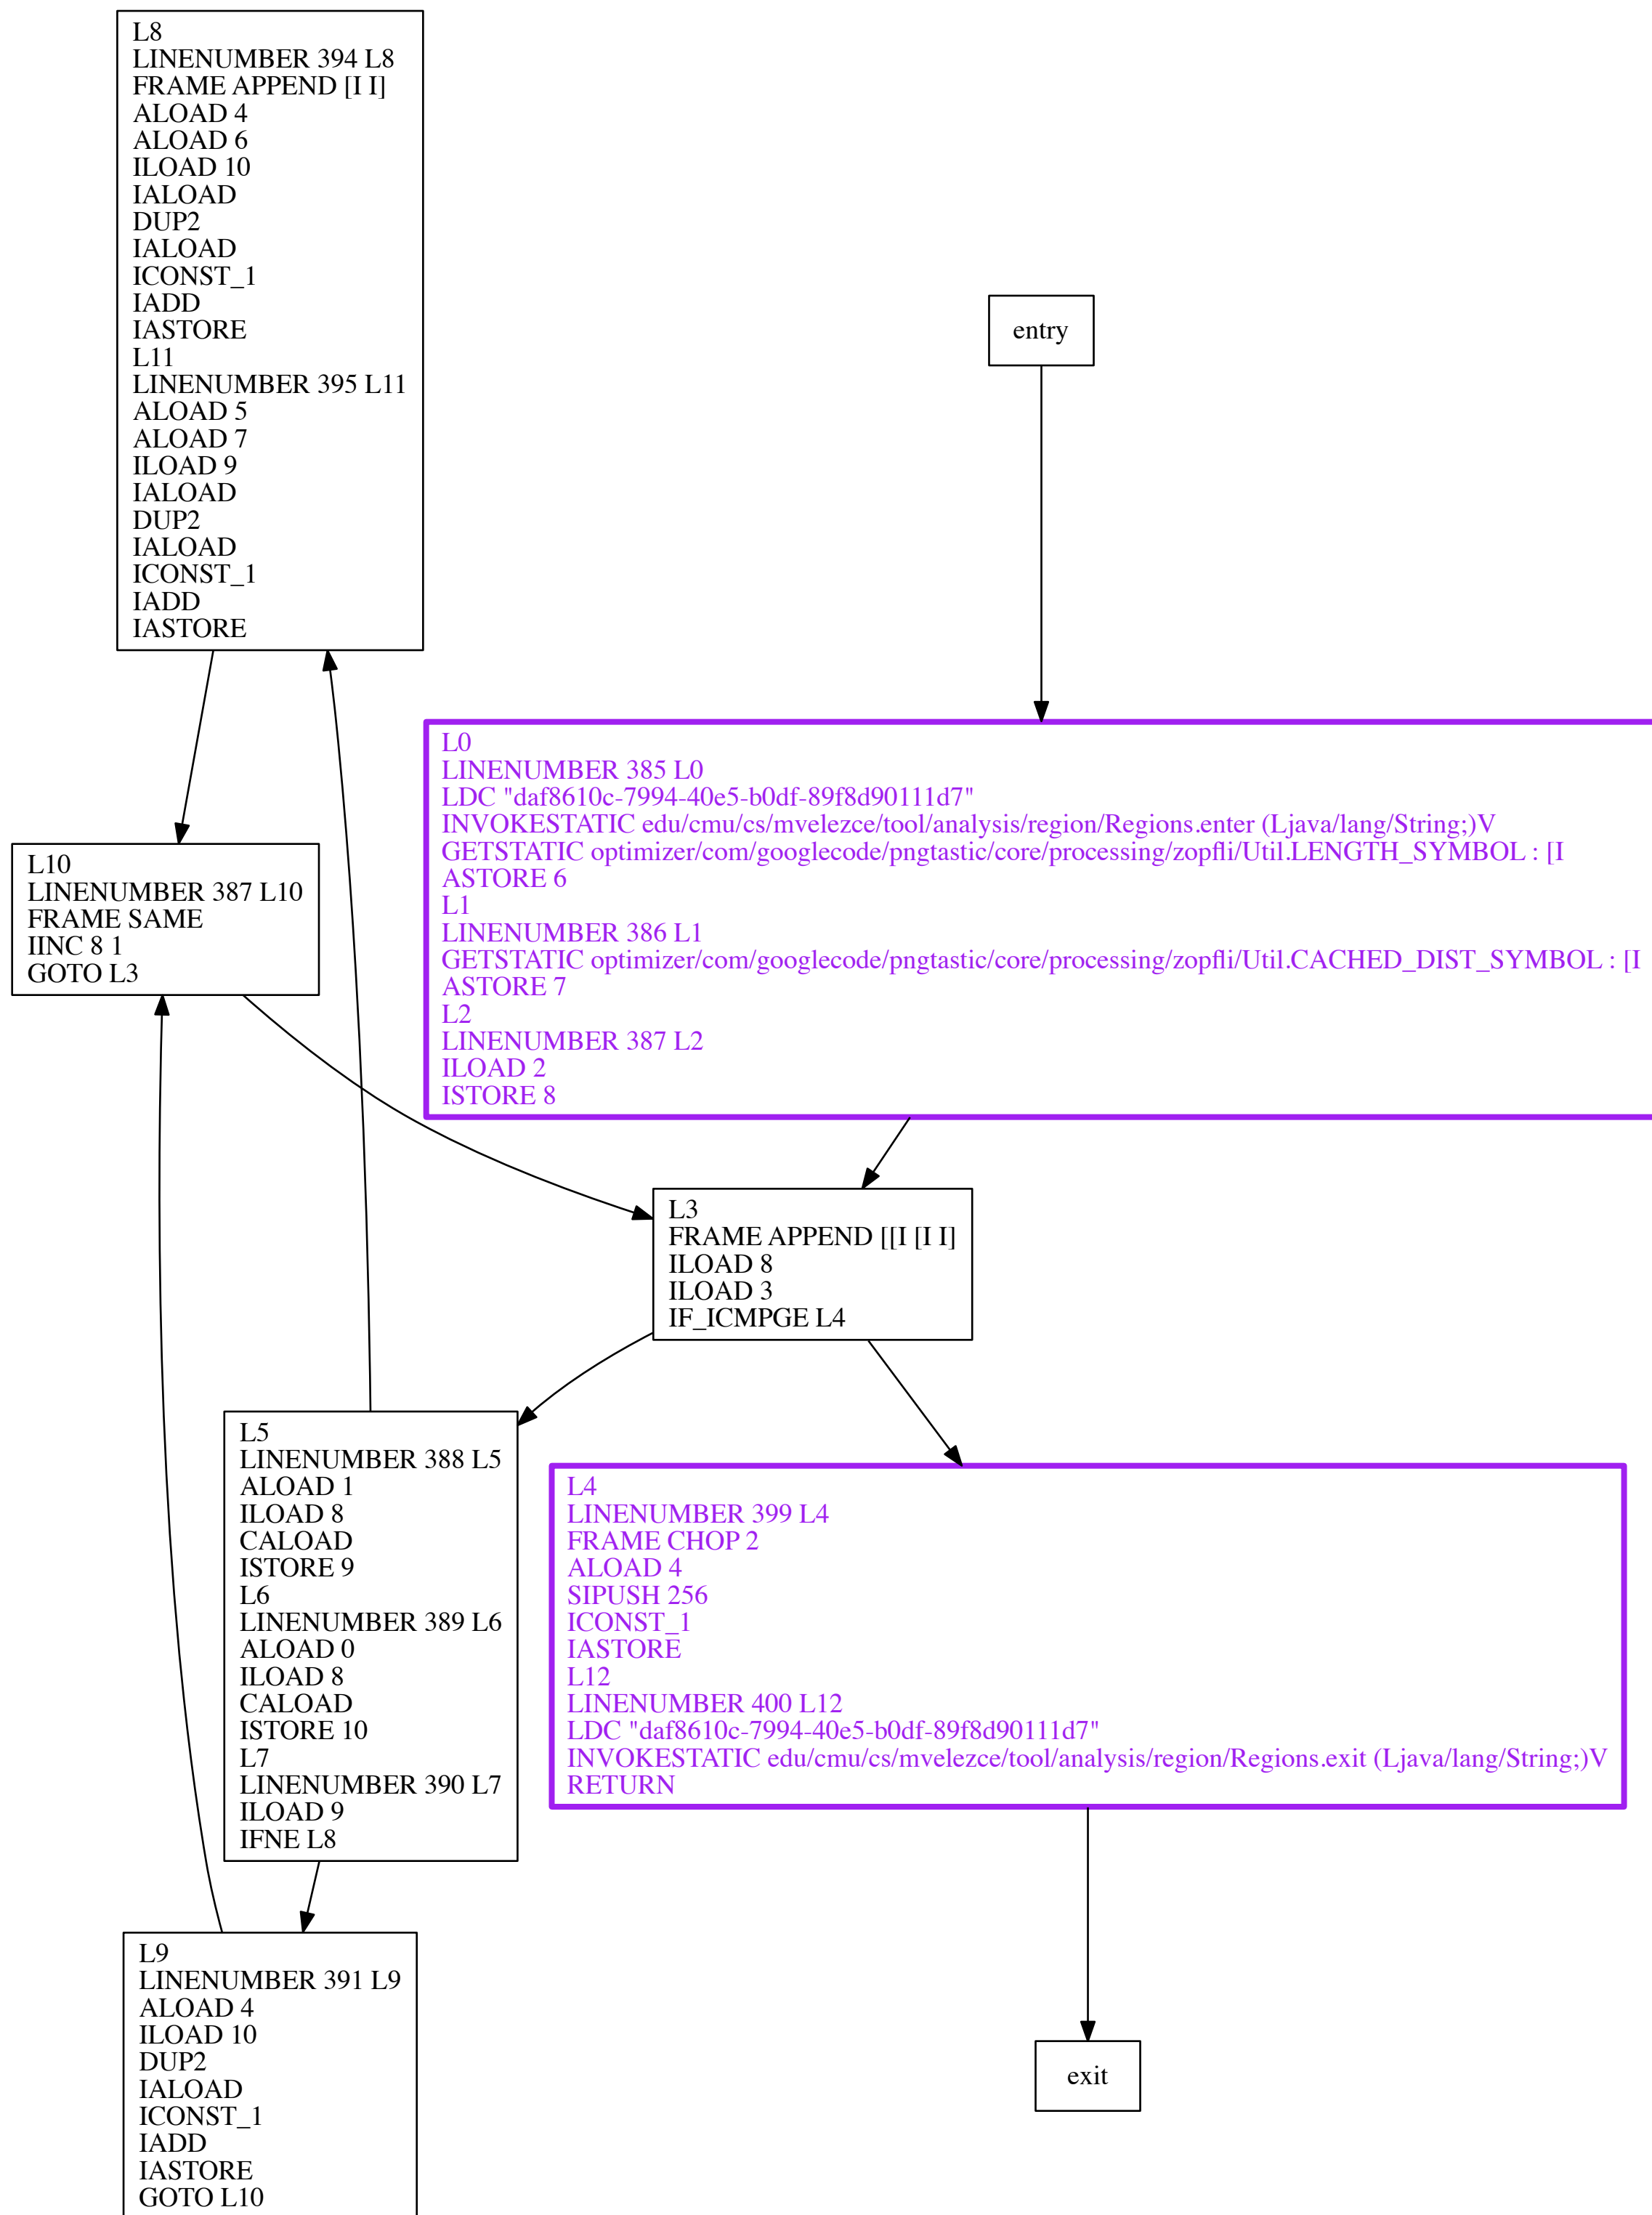 L8
LINENUMBER 394 L8
FRAME APPEND [I I]
ALOAD 4
ALOAD 6
ILOAD 10
IALOAD
DUP2
IALOAD
ICONST_1
IADD
IASTORE
L11
LINENUMBER 395 L11
ALOAD 5
ALOAD 7
ILOAD 9
IALOAD
DUP2
IALOAD
ICONST_1
IADD
IASTORE
entry
L0
LINENUMBER 385 L0
LDC "daf8610c-7994-40e5-b0df-89f8d90111d7"
INVOKESTATIC edu/cmu/cs/mvelezce/tool/analysis/region/Regions.enter (Ljava/lang/String;)V
GETSTATIC optimizer/com/googlecode/pngtastic/core/processing/zopfli/Util.LENGTH_SYMBOL : [I
ASTORE 6
L1
LINENUMBER 386 L1
GETSTATIC optimizer/com/googlecode/pngtastic/core/processing/zopfli/Util.CACHED_DIST_SYMBOL : [I
ASTORE 7
L2
LINENUMBER 387 L2
ILOAD 2
ISTORE 8
L10
LINENUMBER 387 L10
FRAME SAME
IINC 8 1
GOTO L3
L3
FRAME APPEND [[I [I I]
ILOAD 8
ILOAD 3
IF_ICMPGE L4
L5
LINENUMBER 388 L5
ALOAD 1
ILOAD 8
CALOAD
ISTORE 9
L6
LINENUMBER 389 L6
ALOAD 0
ILOAD 8
CALOAD
ISTORE 10
L7
LINENUMBER 390 L7
ILOAD 9
IFNE L8
L4
LINENUMBER 399 L4
FRAME CHOP 2
ALOAD 4
SIPUSH 256
ICONST_1
IASTORE
L12
LINENUMBER 400 L12
LDC "daf8610c-7994-40e5-b0df-89f8d90111d7"
INVOKESTATIC edu/cmu/cs/mvelezce/tool/analysis/region/Regions.exit (Ljava/lang/String;)V
RETURN
L9
LINENUMBER 391 L9
ALOAD 4
ILOAD 10
DUP2
IALOAD
ICONST_1
IADD
IASTORE
GOTO L10
exit